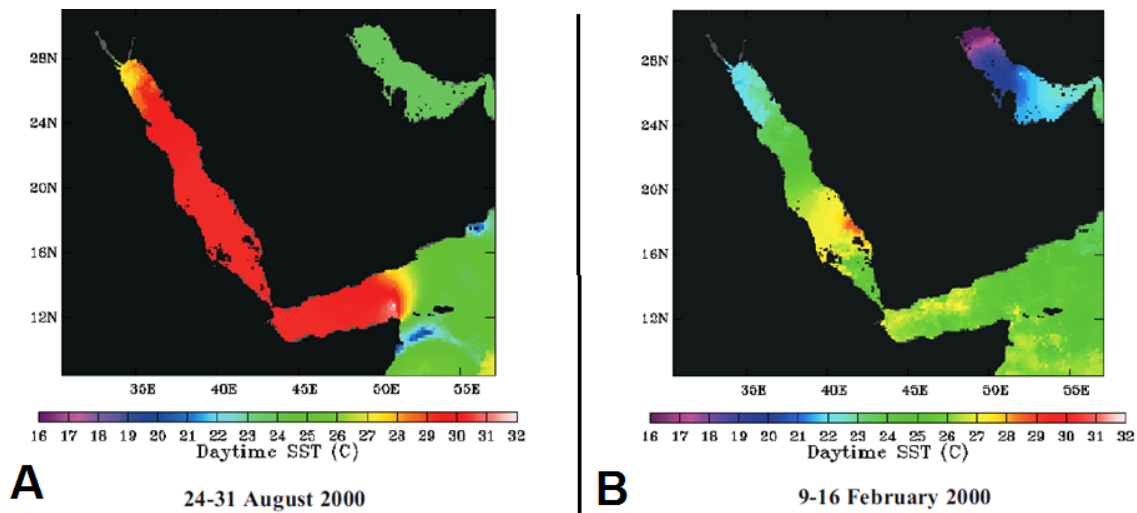 28N
24N
20N
16N
12N
35E 40E 45E 50E 55E
16 17 18 19 20 21 22 23 24 25 26 27 28 29 30 31 32
Daytime SST (C)
A
24-31 August 2000
28N
24N
20N
16N
12N
35E 40E 45E 50E 55E
16 17 18 19 20 21 22 23 24 25 26 27 28 29 30 31 32
Daytime SST (C)
B
9-16 February 2000